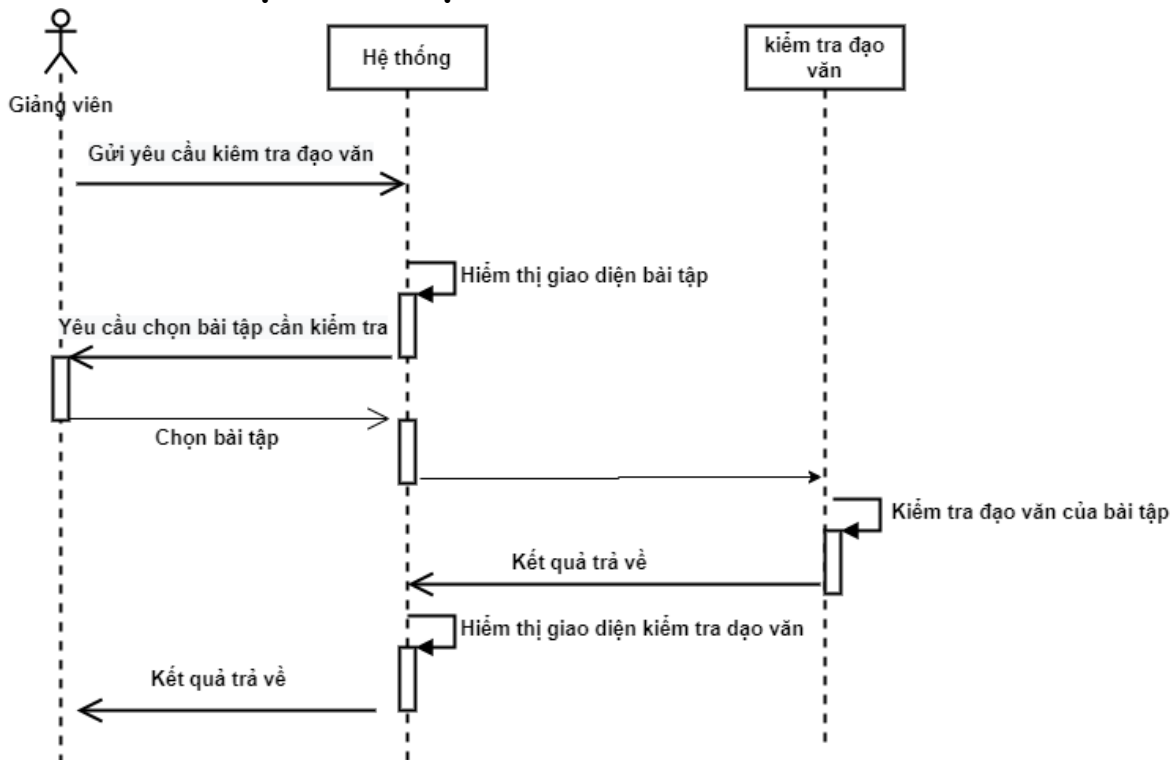 Giảng viên
Hệ thống
kiểm tra đạo
văn
Gửi yêu cầu kiêm tra đạo văn
Hiểm thị giao diện bài tập
Yêu cầu chọn bài tập cần kiểm tra
Chọn bài tập
Kiểm tra đạo văn của bài tập
Kết quả trả về
Hiểm thị giao diện kiểm tra dạo văn
Kết quả trả về